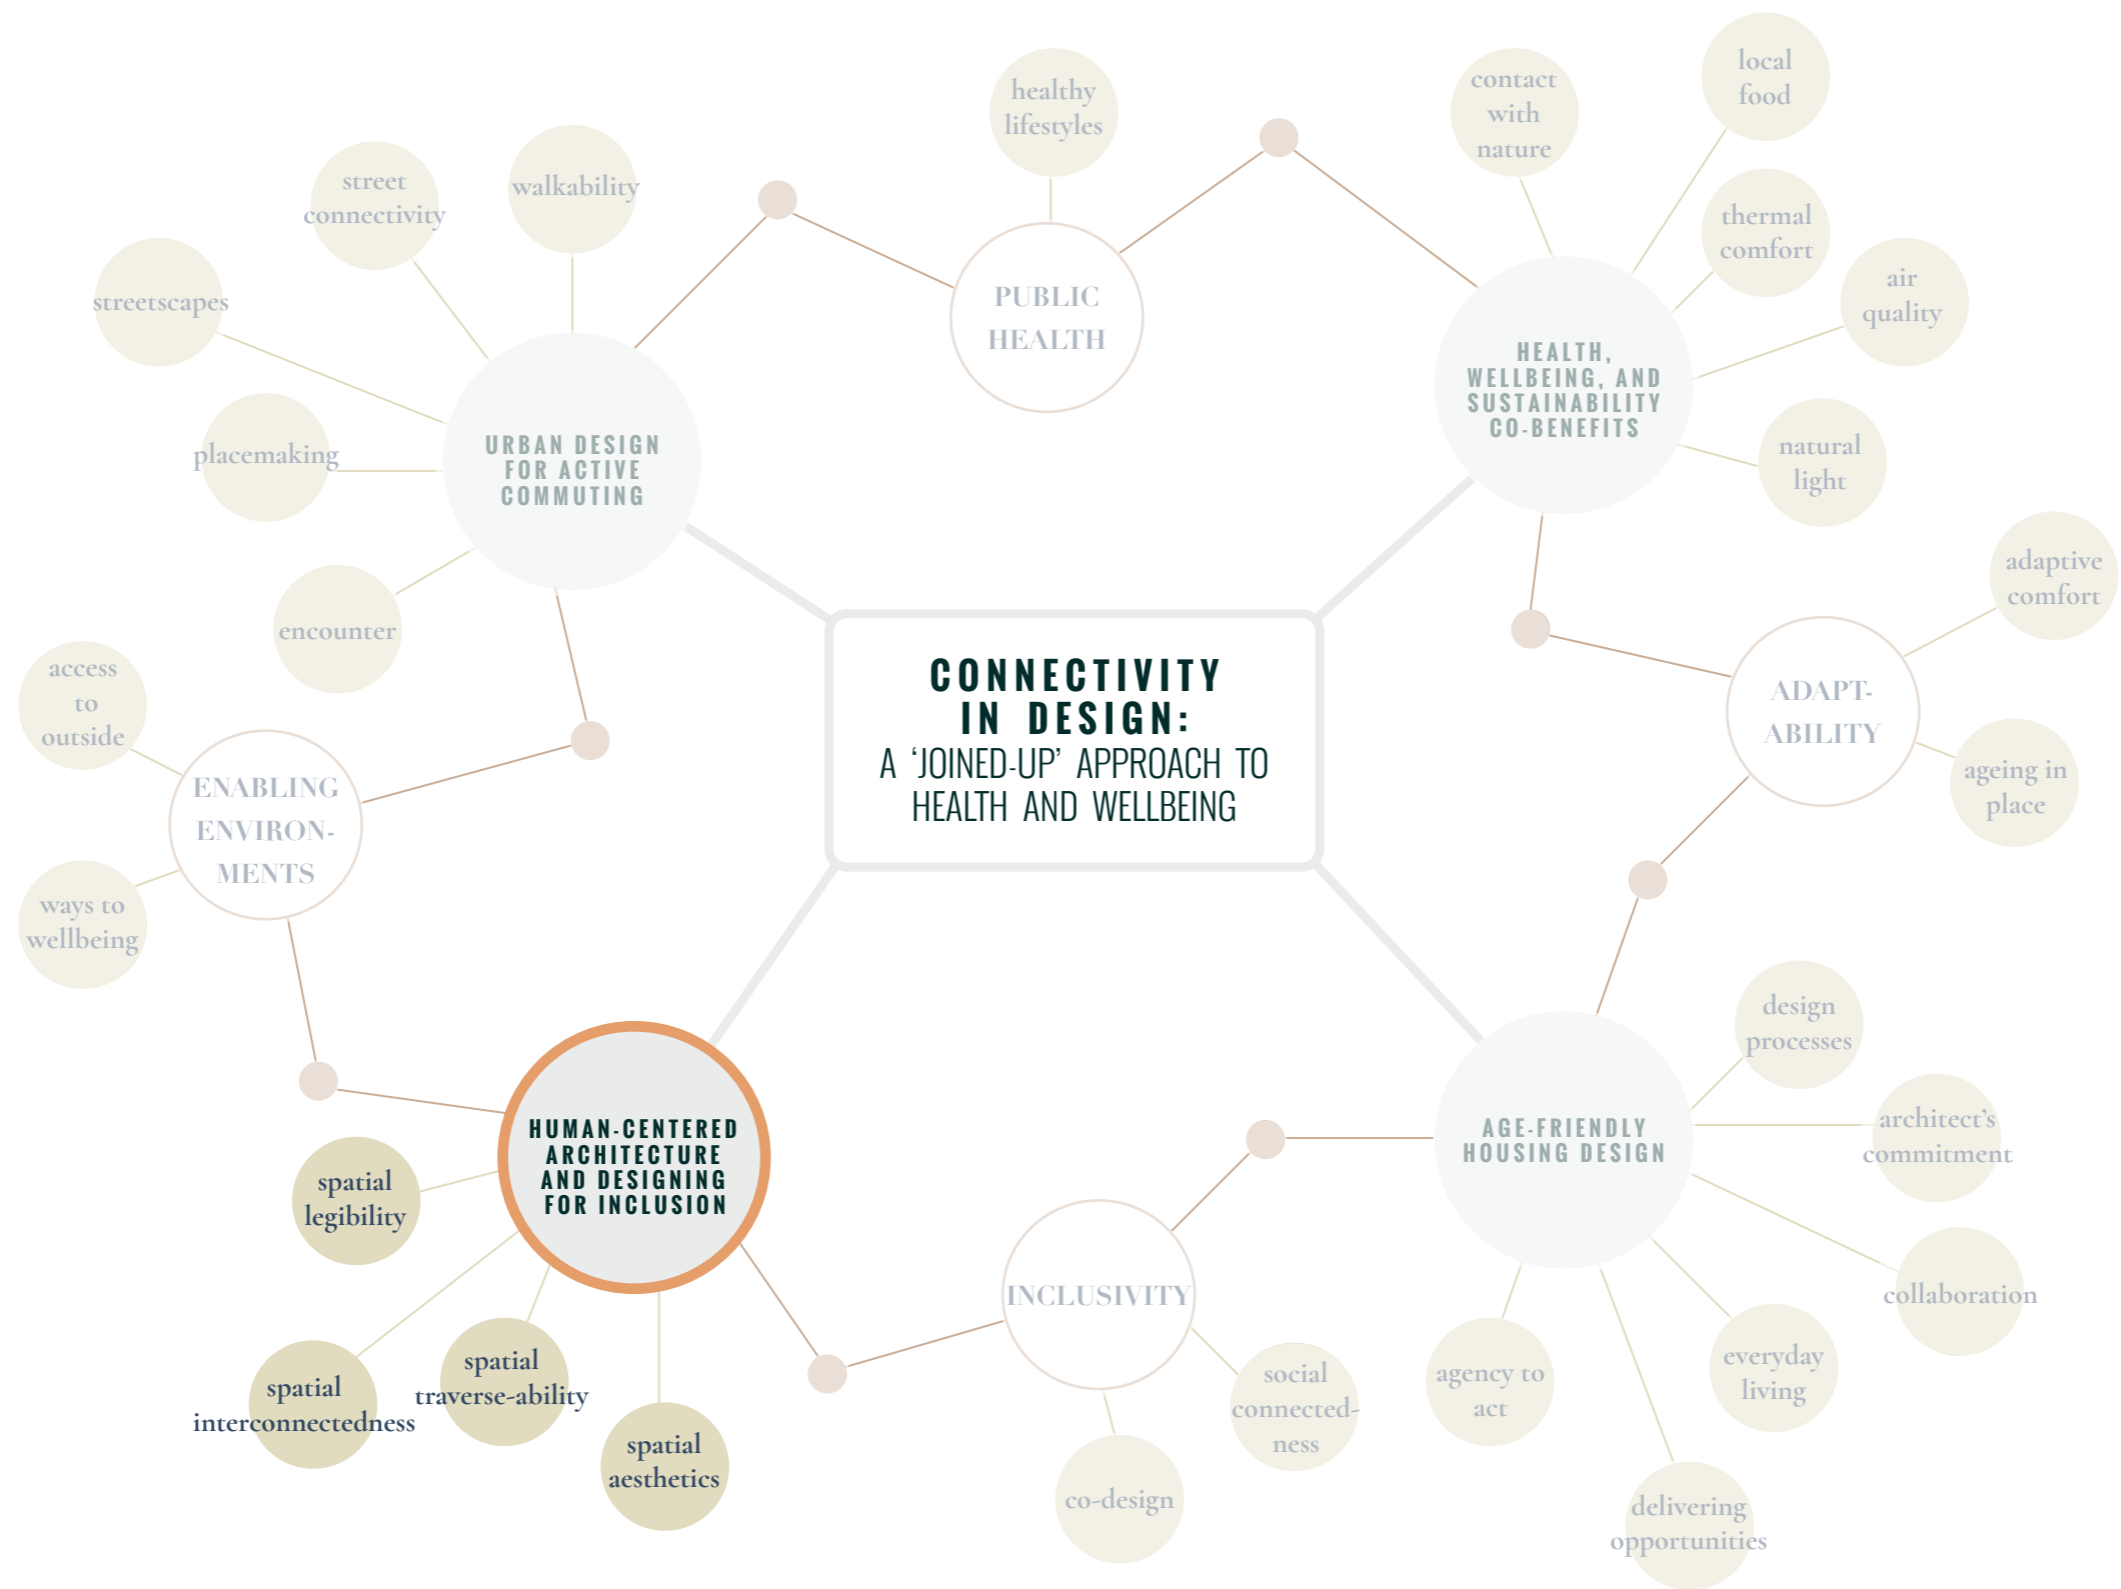 local
food
contact
with
nature
healthy
lifestyles
street
connectivity
walkability
thermal
comfort
air
quality
streetscapes
PUBLIC
HEALTH
HEALTH,
WELLBEING, AND
SUSTAINABILITY
CO-BENEFITS
placemaking
URBAN DESIGN
FOR ACTIVE
COMMUTING
natural
light
adaptive
comfort
encounter
access
to
outside
CONNECTIVITY
IN DESIGN:
A ‘JOINED-UP’ APPROACH TO
HEALTH AND WELLBEING
ADAPT-
ABILITY
ageing in
place
ENABLING
ENVIRON-
MENTS
ways to
wellbeing
design
processes
HUMAN-CENTERED
ARCHITECTURE
AND DESIGNING
FOR INCLUSION
AGE-FRIENDLY
HOUSING DESIGN
architect’s
commitment
spatial
legibility
INCLUSIVITY
collaboration
spatial
interconnectedness
spatial
traverse-ability
spatial
aesthetics
social
connected-
ness
agency to
act
everyday
living
co-design
delivering
opportunities